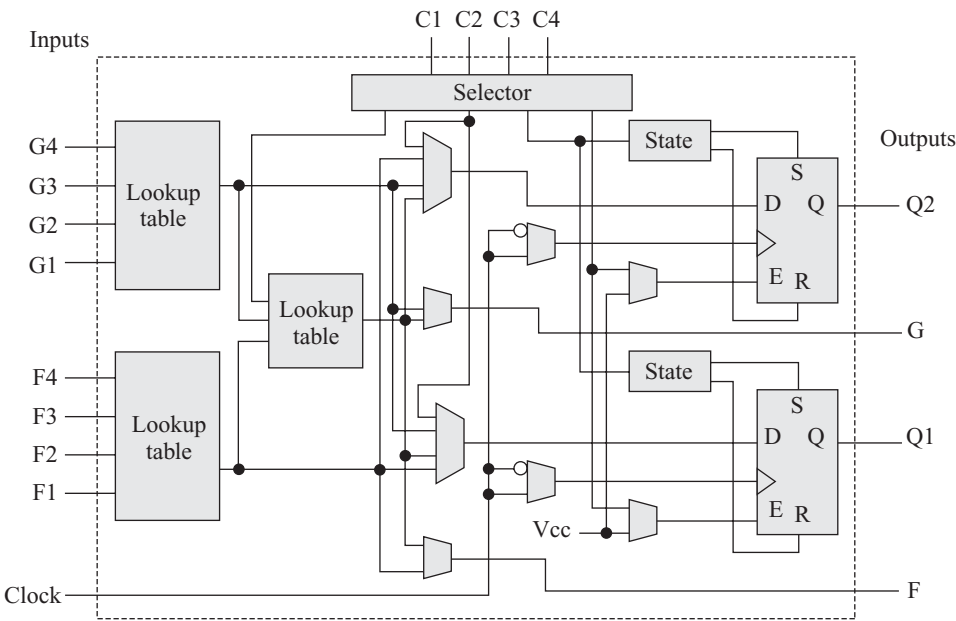 C1 C2 C3 C4
Inputs
Selector
State
Outputs
G4
G3
G2
G1
Lookup
table
S
D Q
Q2
E R
Lookup
table
G
State
F4
F3
F2
F1
Lookup
table
S
D Q
Q1
E R
Vcc
Clock
F